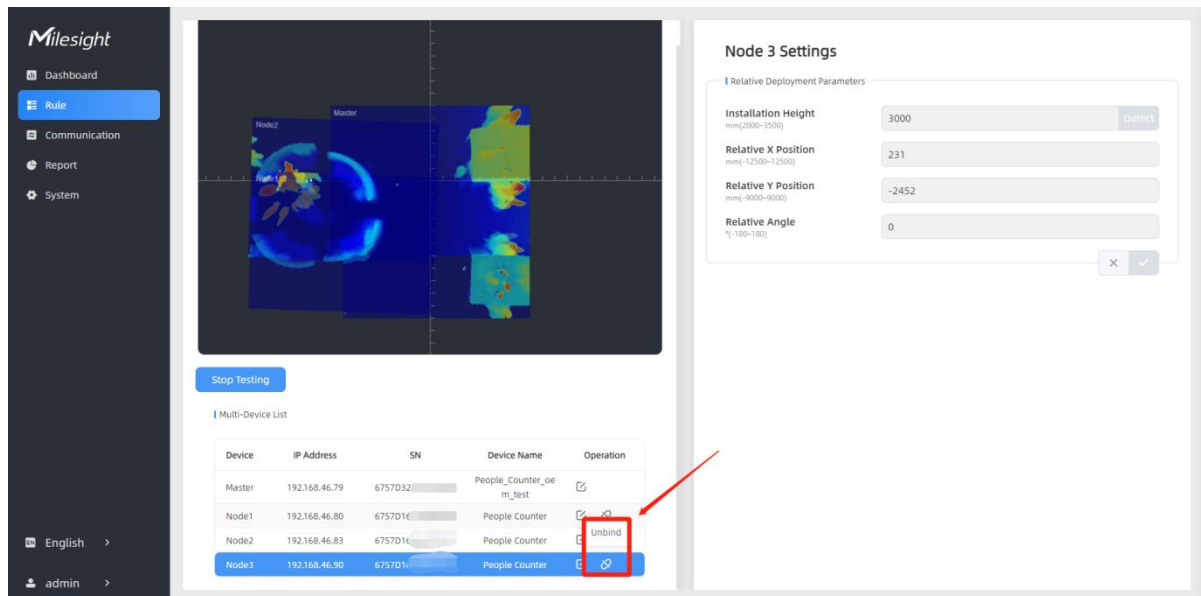 Milesight
Dashboard
Rule
Communication
Report
System
EN English >
admin >
Master
Node2
Node1
Stop Testing
Multi-Device List
Device IP Address SN Device Name Operation
Master 192.168.46.79 6757D32 People_Counter_oe
m_test
Node1 192.168.46.80 6757D16 People Counter
Node2 192.168.46.83 6757D16 People Counter
Unbind
Node3 192.168.46.90 6757D1 People Counter
Node 3 Settings
Relative Deployment Parameters
Installation Height
mm(2000~3500)
3000 Detect
Relative X Position
mm(-12500~12500)
231
Relative Y Position
mm(-9000~9000)
-2452
Relative Angle
°(-180~180)
0